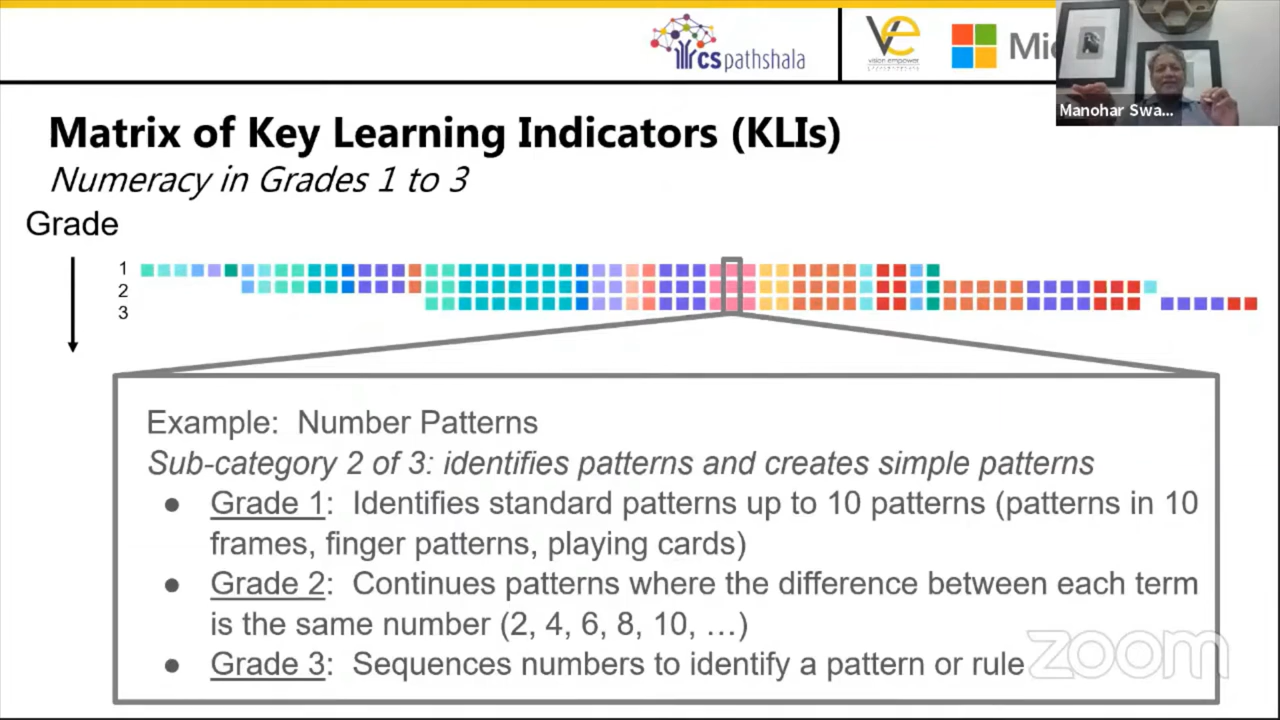 cspathshala
vision empower
Manohar Swa...
Matrix of Key Learning Indicators (KLIs)
Numeracy in Grades 1 to 3
Grade
1
2
3
Example: Number Patterns
Sub-category 2 of 3: identifies patterns and creates simple patterns
● Grade 1: Identifies standard patterns up to 10 patterns (patterns in 10
frames, finger patterns, playing cards)
● Grade 2: Continues patterns where the difference between each term
is the same number (2, 4, 6, 8, 10, …)
● Grade 3: Sequences numbers to identify a pattern or rule
zoom